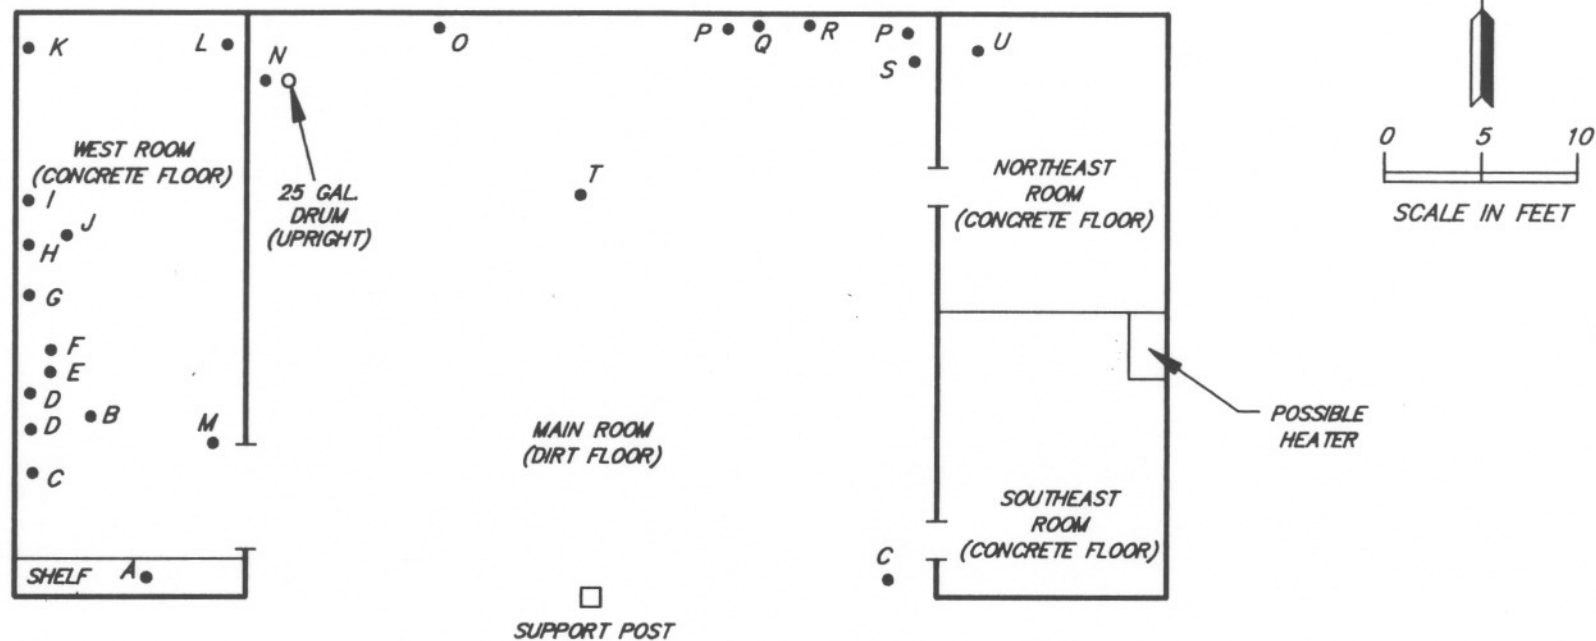 K
L
N
O
P
Q
R
P
S
U
0 5 10
SCALE IN FEET
WEST ROOM
(CONCRETE FLOOR)
25 GAL.
DRUM
(UPRIGHT)
T
NORTHEAST
ROOM
(CONCRETE FLOOR)
I
J
H
G
F
E
D
B
D
M
C
MAIN ROOM
(DIRT FLOOR)
POSSIBLE
HEATER
SOUTHEAST
ROOM
(CONCRETE FLOOR)
C
SHELF
A
SUPPORT POST